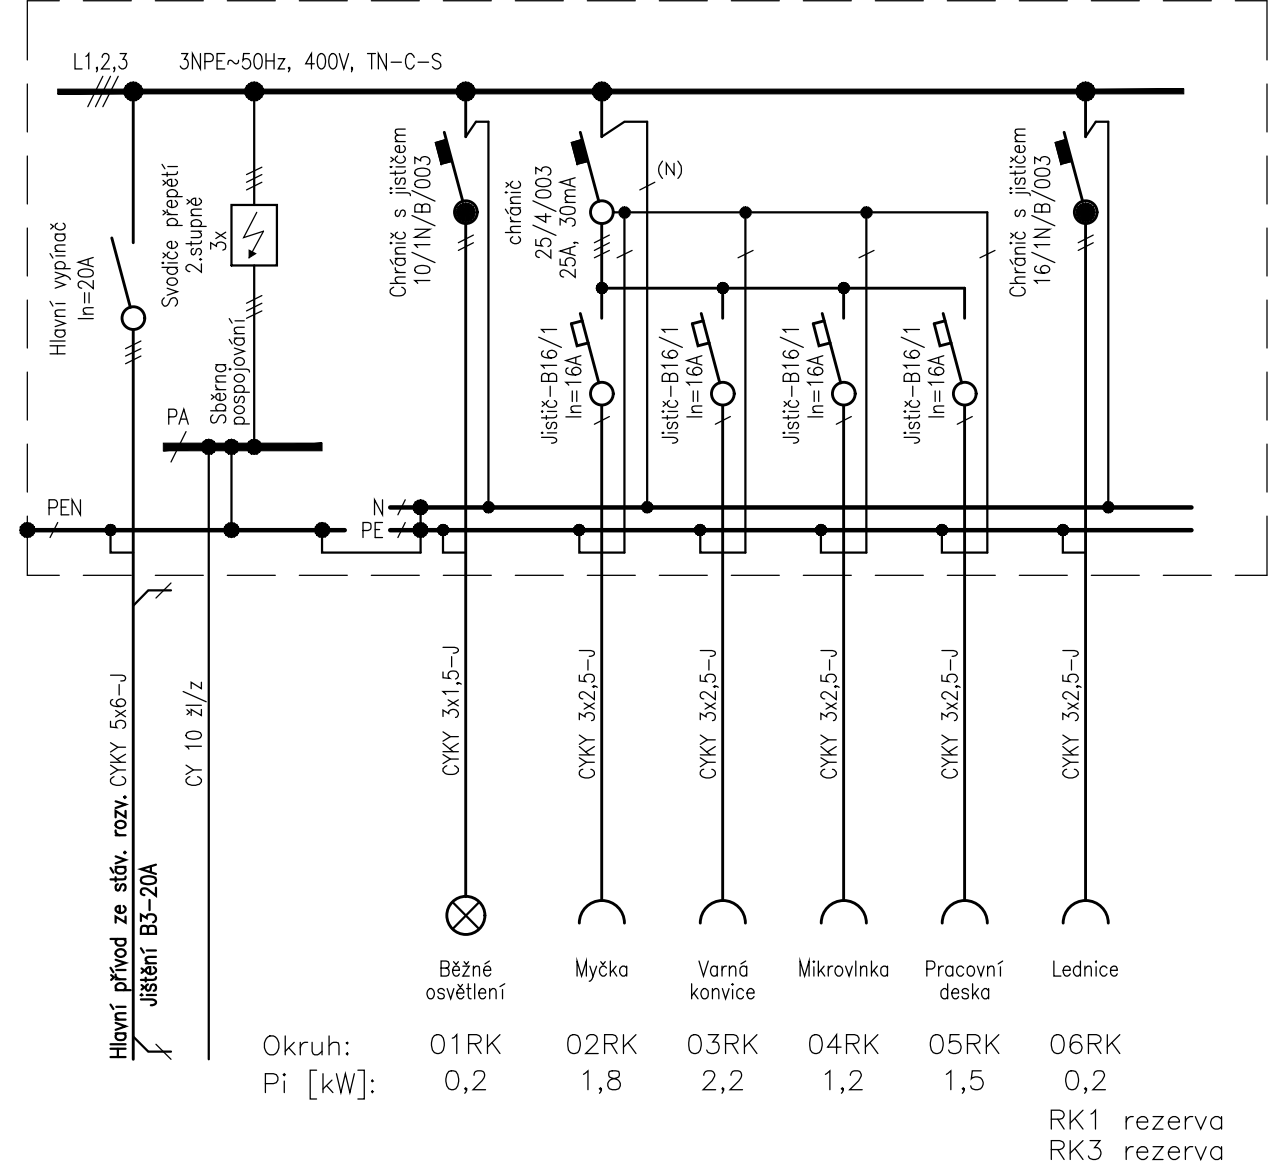 L1,2,3
3NPE~50Hz, 400V, TN-C-S
Hlavní vypínač
In=20A
Svodiče přepětí
2.stupně
3x
Chránič s jističem
10/1N/B/003
chránič
25/4/003
25A, 30mA
(N)
Chránič s jističem
16/1N/B/003
Jistič-B16/1
In=16A
Jistič-B16/1
In=16A
Jistič-B16/1
In=16A
Jistič-B16/1
In=16A
PA
Sběrna
pospojování
PEN
N
PE
Hlavní přívod ze stáv. rozv. CYKY 5x6-J
Jištění B3-20A
CY 10 žl/z
CYKY 3x1,5-J
CYKY 3x2,5-J
CYKY 3x2,5-J
CYKY 3x2,5-J
CYKY 3x2,5-J
CYKY 3x2,5-J
Běžné
osvětlení
Myčka
Varná
konvice
Mikrovlnka
Pracovní
deska
Lednice
Okruh: 01RK 02RK 03RK 04RK 05RK 06RK
Pi [kW]: 0,2 1,8 2,2 1,2 1,5 0,2
RK1 rezerva
RK3 rezerva